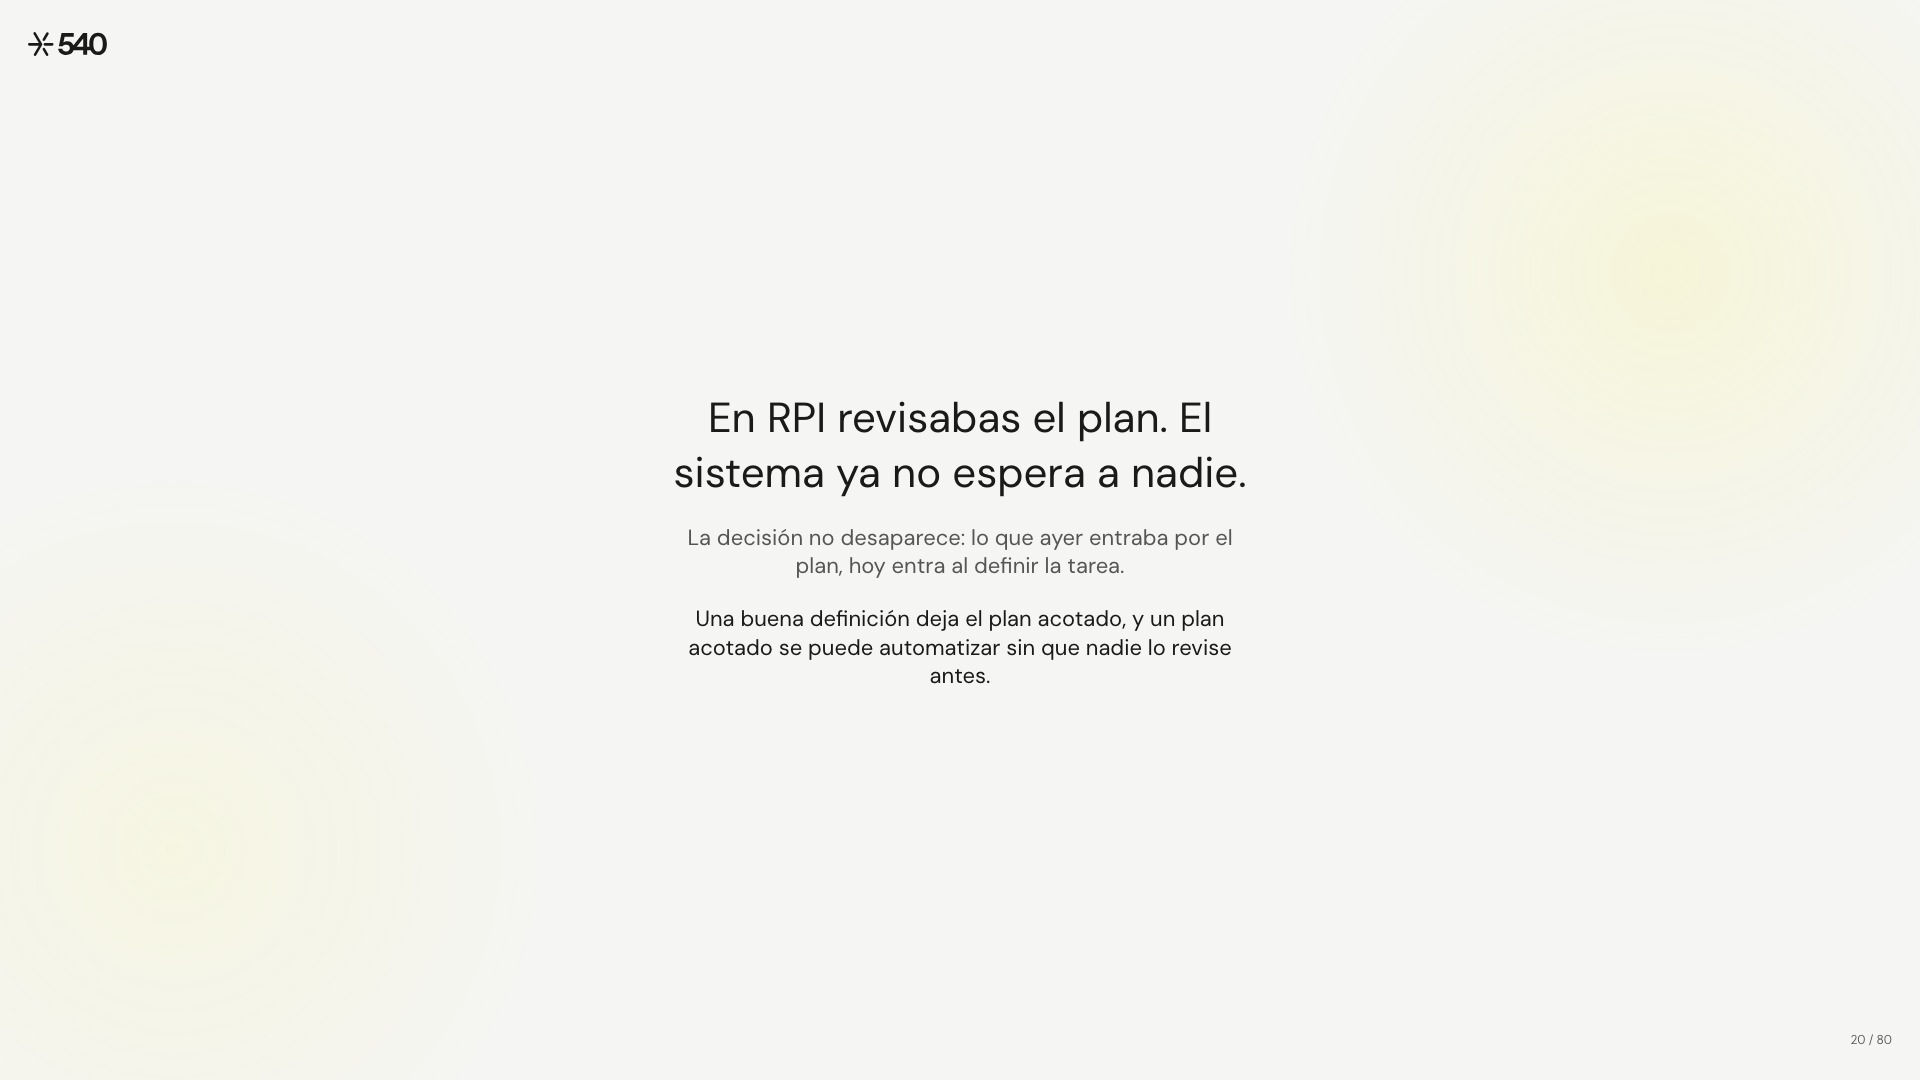 540
En RPI revisabas el plan. El
sistema ya no espera a nadie.
La decisión no desaparece: lo que ayer entraba por el
plan, hoy entra al definir la tarea.
Una buena definición deja el plan acotado, y un plan
acotado se puede automatizar sin que nadie lo revise
antes.
20 / 80